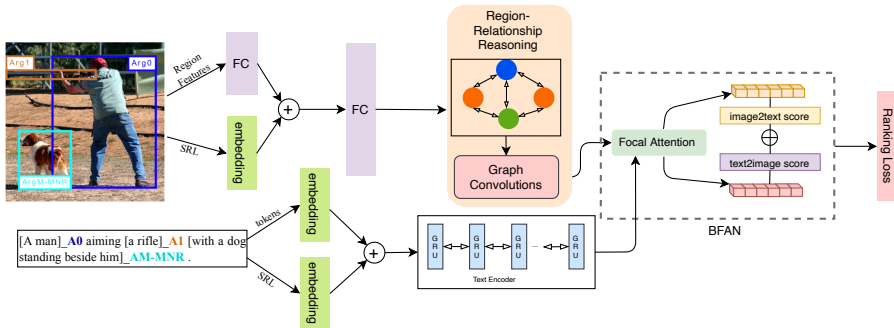 Arg1
Arg0
ArgM-MNR
Region
Features
SRL
FC
embedding
FC
Region-
Relationship
Reasoning
Graph
Convolutions
Focal Attention
image2text score
text2image score
BFAN
Ranking Loss
[A man]_A0 aiming [a rifle]_A1 [with a dog
standing beside him]_AM-MNR .
tokens
SRL
embedding
embedding
GRU
GRU
GRU
...
GRU
Text Encoder